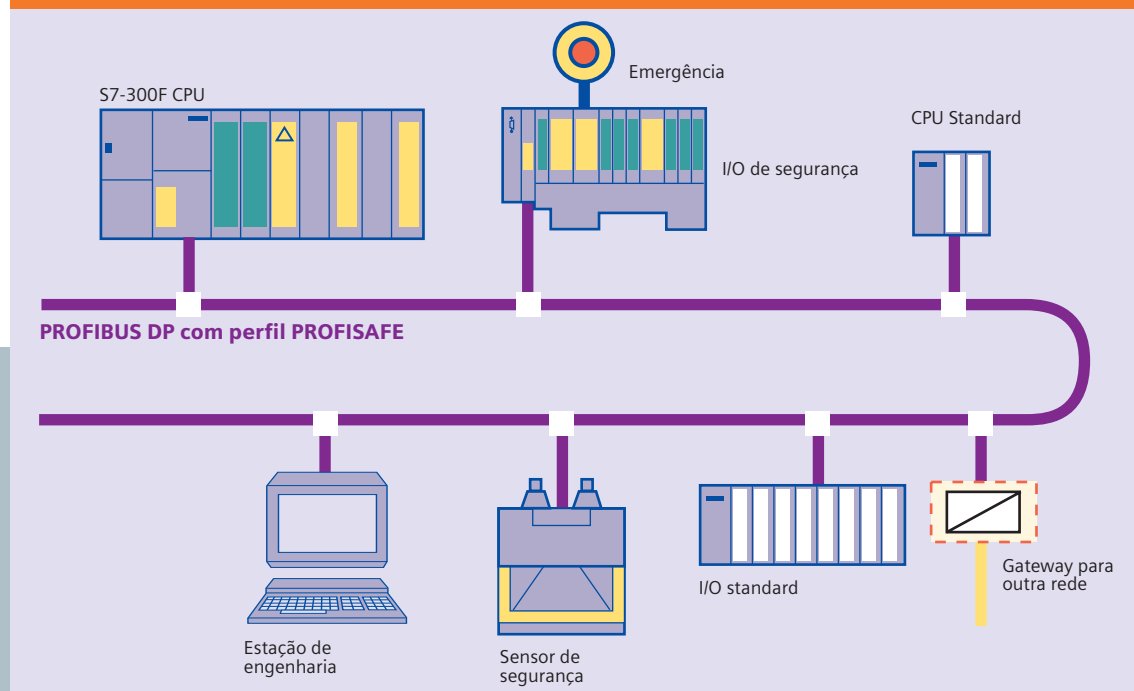 S7-300F CPU
Emergência
CPU Standard
I/O de segurança
PROFIBUS DP com perfil PROFISAFE
Estação de
engenharia
Sensor de
segurança
I/O standard
Gateway para
outra rede